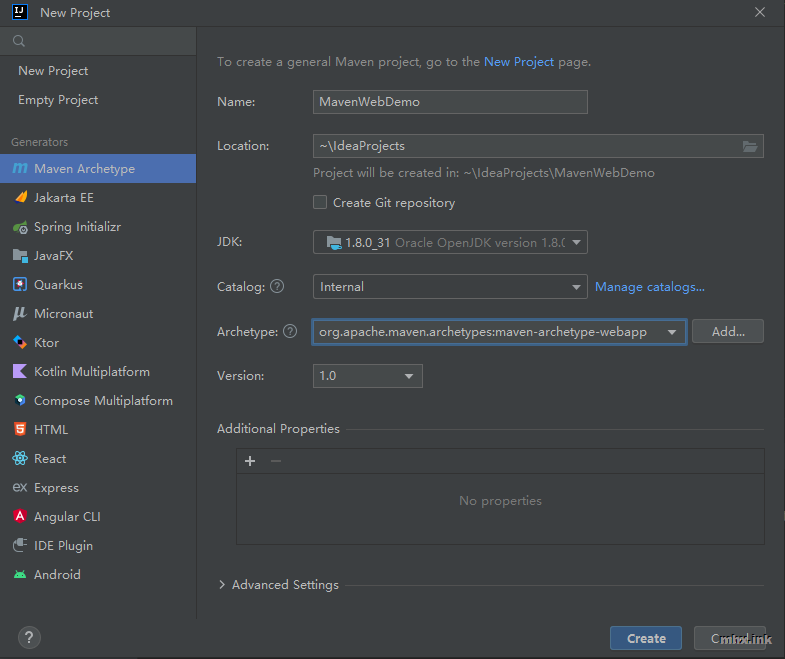 New Project
New Project
Empty Project
Generators
Maven Archetype
Jakarta EE
Spring Initializr
JavaFX
Quarkus
Micronaut
Ktor
Kotlin Multiplatform
Compose Multiplatform
HTML
React
Express
Angular CLI
IDE Plugin
Android
To create a general Maven project, go to the New Project page.
Name: MavenWebDemo
Location: ~\IdeaProjects
Project will be created in: ~\IdeaProjects\MavenWebDemo
Create Git repository
JDK: 1.8.0_31 Oracle OpenJDK version 1.8.0
Catalog: ? Internal Manage catalogs...
Archetype: ? org.apache.maven.archetypes:maven-archetype-webapp Add...
Version: 1.0
Additional Properties
No properties
Advanced Settings
? Create
mhzl.ink